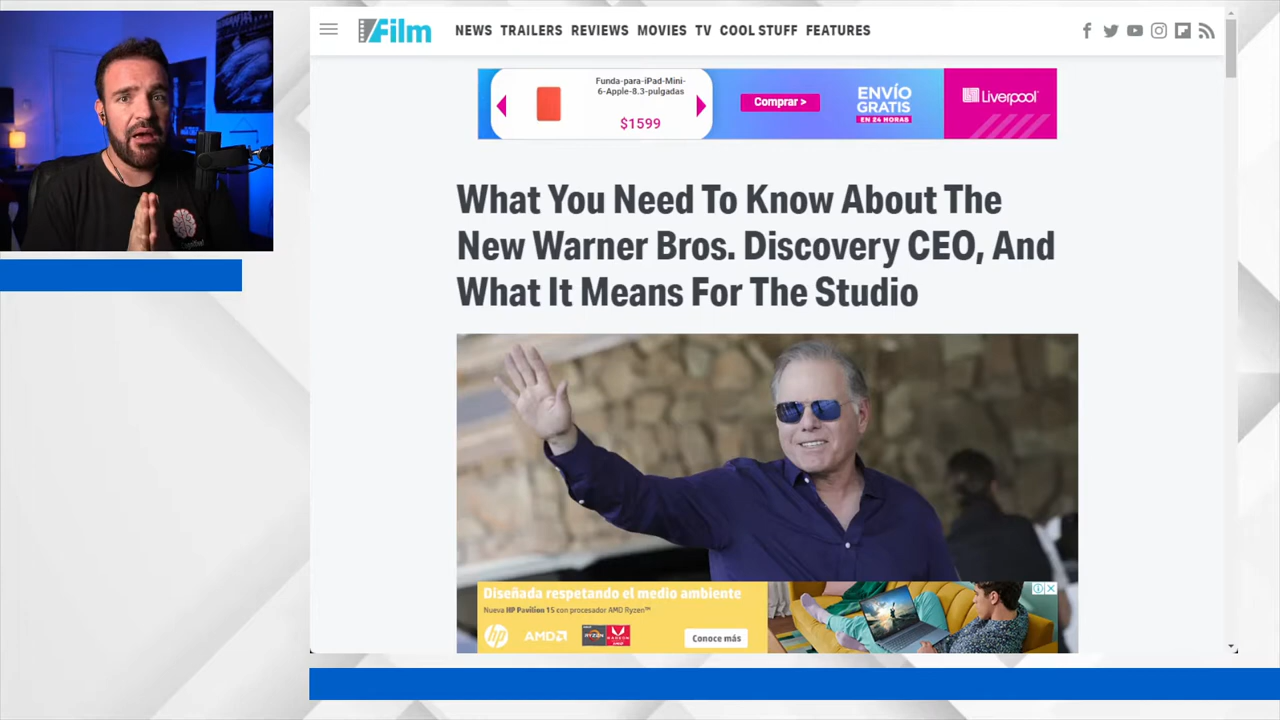 /Film
NEWS TRAILERS REVIEWS MOVIES TV COOL STUFF FEATURES
Funda-para-iPad-Mini-
6-Apple-8.3-pulgadas
$1599
Comprar >
ENVÍO
GRATIS
EN 24 HORAS
Liverpool
What You Need To Know About The
New Warner Bros. Discovery CEO, And
What It Means For The Studio
Diseñada respetando el medio ambiente
Nueva HP Pavilion 15 con procesador AMD Ryzen™
hp
AMD
RYZEN
VEGA
Conoce más